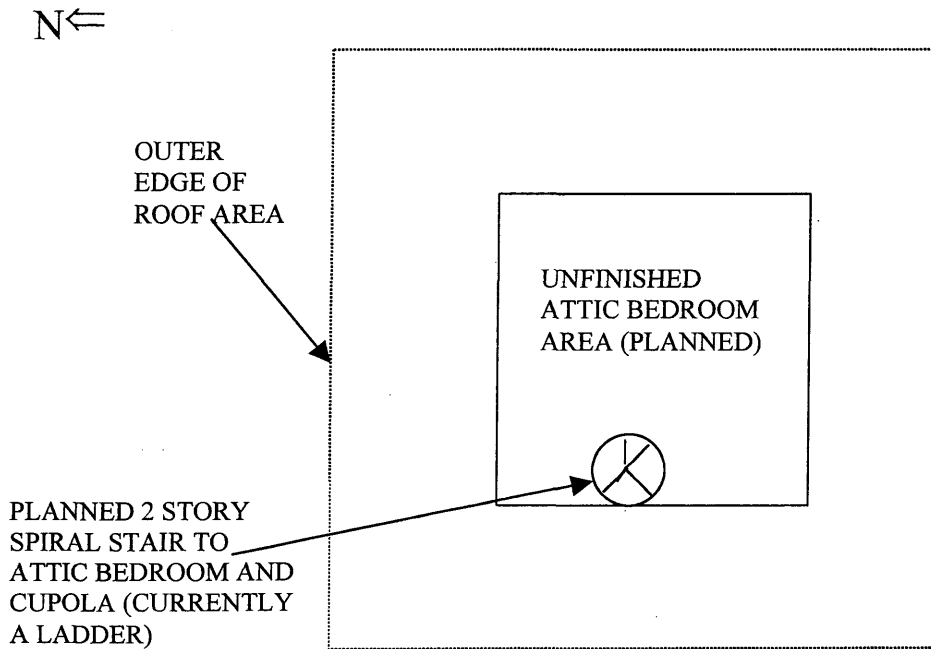 N⇐
OUTER
EDGE OF
ROOF AREA
UNFINISHED
ATTIC BEDROOM
AREA (PLANNED)
PLANNED 2 STORY
SPIRAL STAIR TO
ATTIC BEDROOM AND
CUPOLA (CURRENTLY
A LADDER)